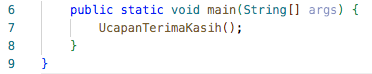 6 public static void main(String[] args) {
7 UcapanTerimaKasih();
8 }
9 }